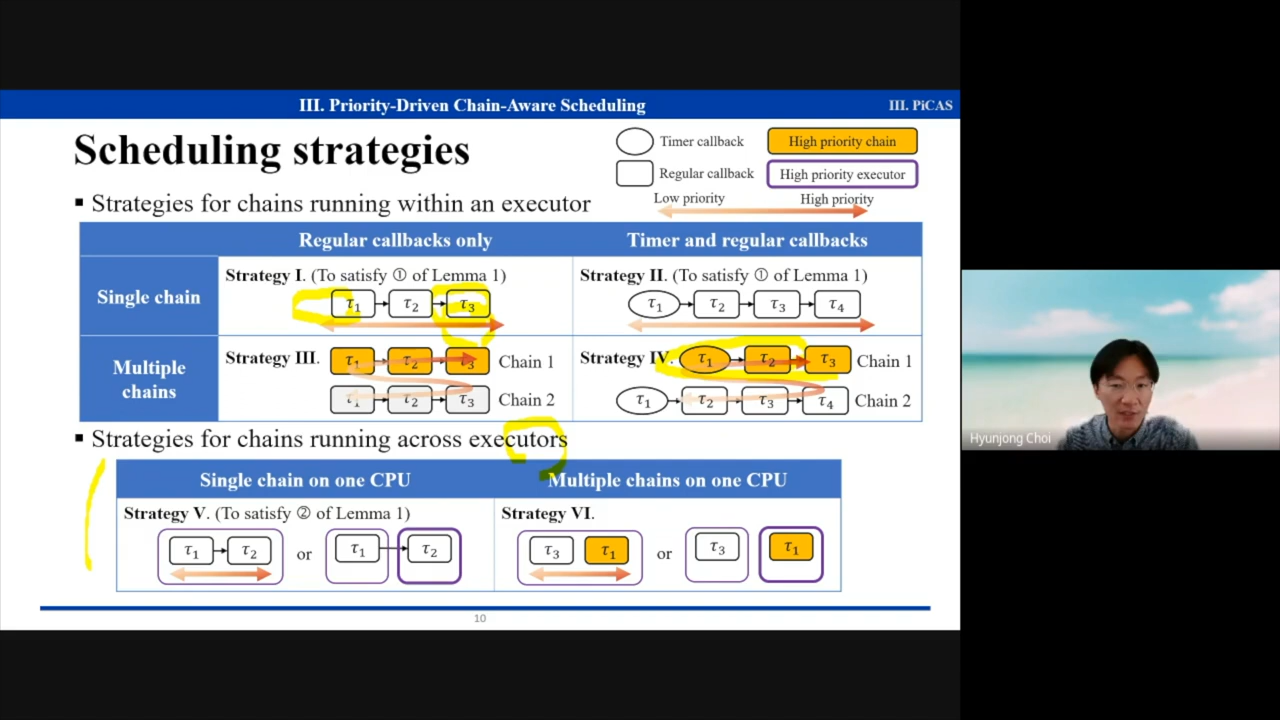 III. Priority-Driven Chain-Aware Scheduling
III. PiCAS
Scheduling strategies
Timer callback
High priority chain
Regular callback
High priority executor
Low priority
High priority
▪ Strategies for chains running within an executor
Regular callbacks only
Timer and regular callbacks
Single chain
Strategy I. (To satisfy ① of Lemma 1)
τ1 τ2 τ3
Strategy II. (To satisfy ① of Lemma 1)
τ1 τ2 τ3 τ4
Multiple chains
Strategy III.
τ1 τ2 τ3 Chain 1
τ1 τ2 τ3 Chain 2
Strategy IV.
τ1 τ2 τ3 Chain 1
τ1 τ2 τ3 τ4 Chain 2
▪ Strategies for chains running across executors
Single chain on one CPU
Multiple chains on one CPU
Strategy V. (To satisfy ② of Lemma 1)
τ1 τ2 or τ1 τ2
Strategy VI.
τ3 τ1 or τ3 τ1
10
Hyunjong Choi